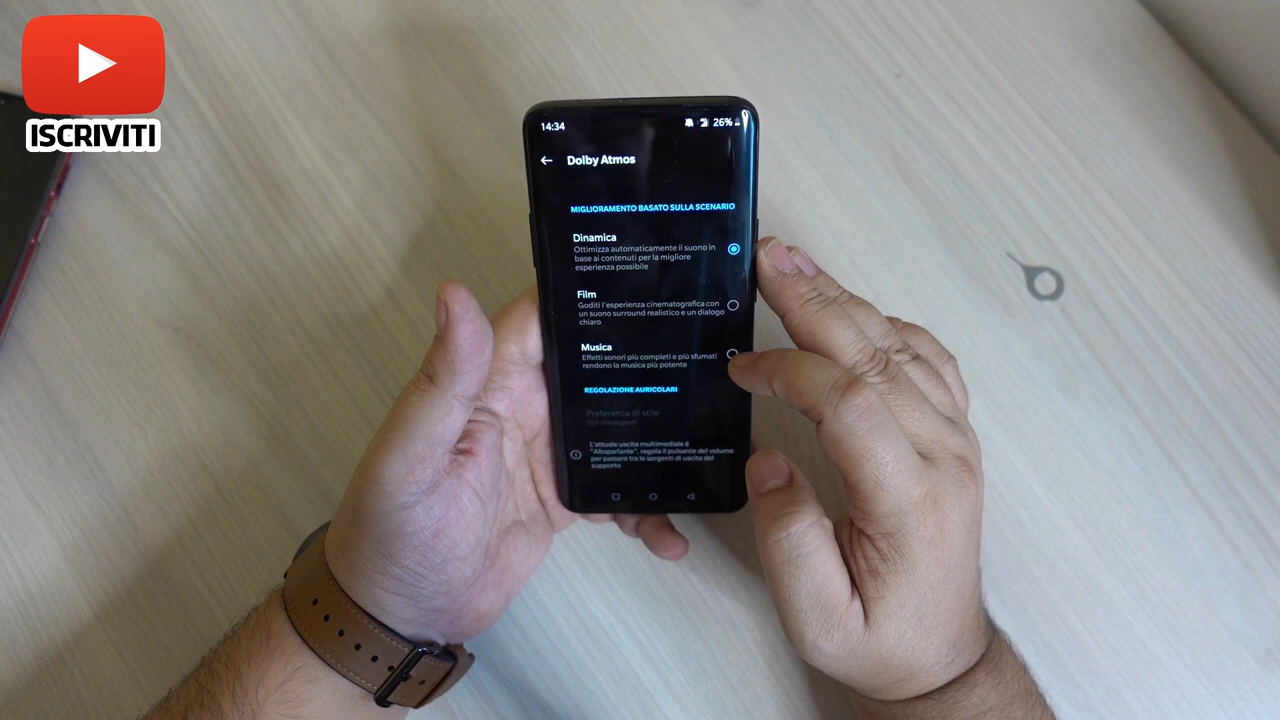 ISCRIVITI
14:34
26%
Dolby Atmos
MIGLIORAMENTO BASATO SULLA SCENARIO
Dinamica
Ottimizza automaticamente il suono in
base ai contenuti per la migliore
esperienza possibile
Film
Goditi l'esperienza cinematografica con
un suono surround realistico e un dialogo
chiaro
Musica
Effetti sonori più completi e più sfumati
rendono la musica più potente
REGOLAZIONE AURICOLARI
Preferenza di stile
Stili intelligenti
L'attuale uscita multimediale è
"Altoparlante", regola il pulsante del volume
per passare tra le sorgenti di uscita del
supporto